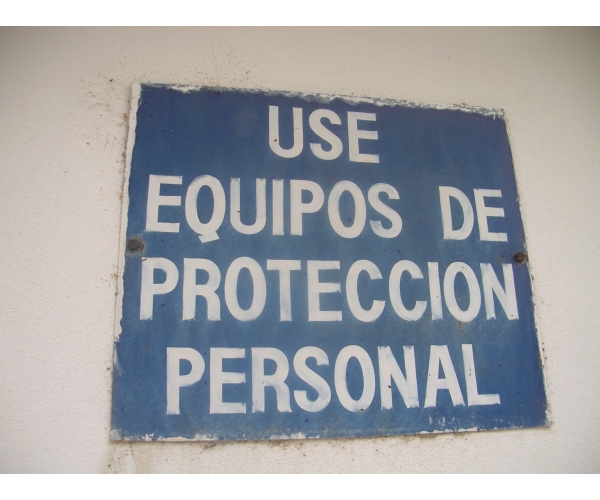 USE
EQUIPOS DE
PROTECCION
PERSONAL